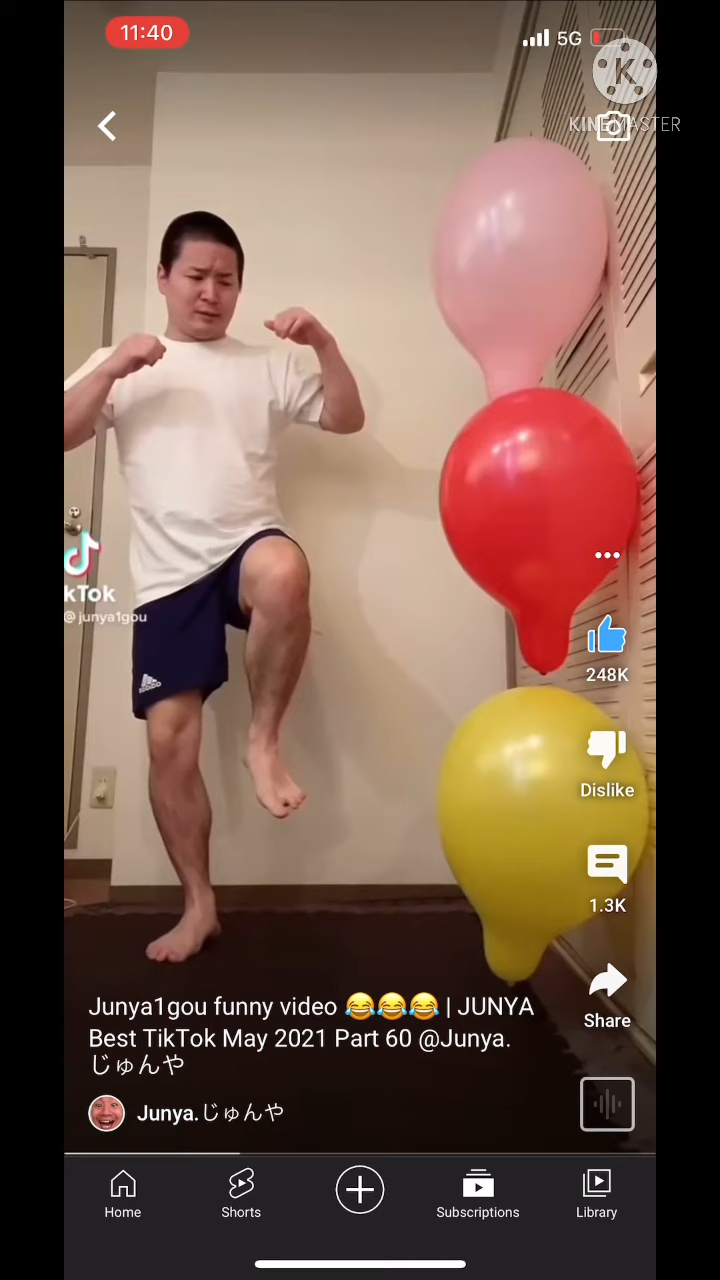 11:40
5G
K
KINEMASTER
kTok
@junya1gou
248K
Dislike
1.3K
Share
Junya1gou funny video 😂😂😂 | JUNYA
Best TikTok May 2021 Part 60 @Junya.
じゅんや
Junya.じゅんや
Home
Shorts
Subscriptions
Library